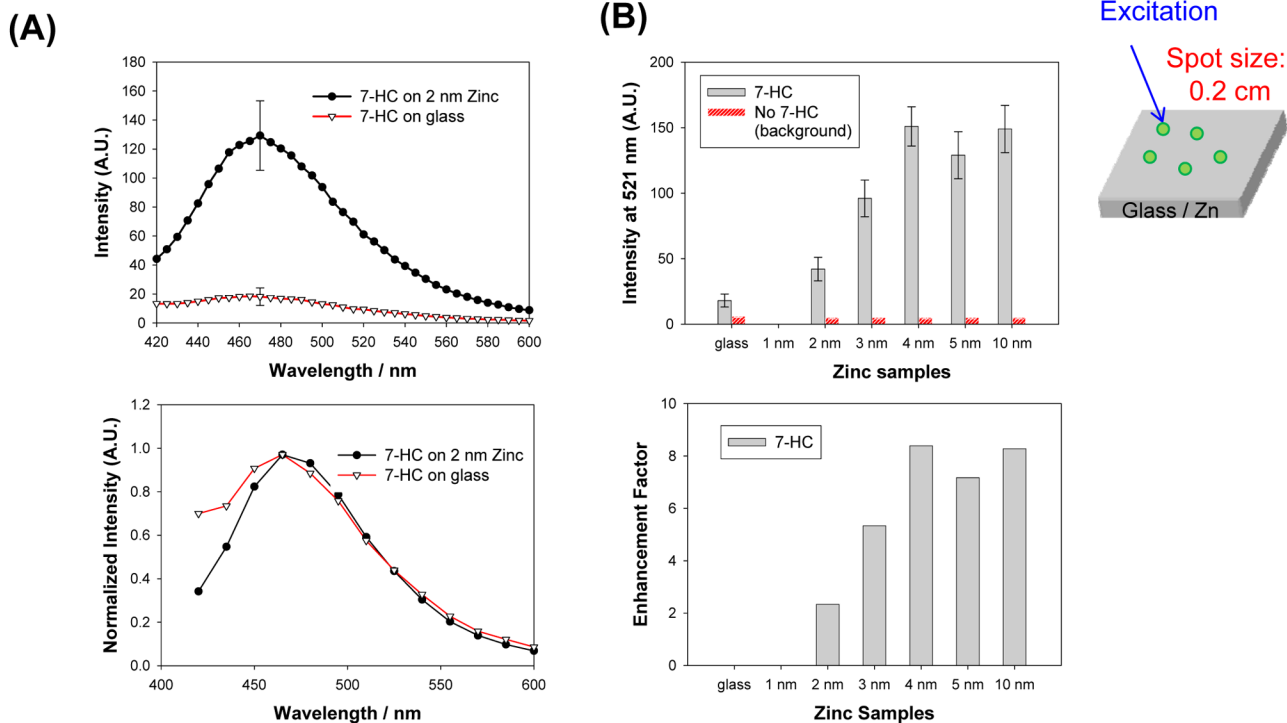 (A)
180
160
140
120
100
80
60
40
20
0
Intensity (A.U.)
7-HC on 2 nm Zinc
7-HC on glass
420 440 460 480 500 520 540 560 580 600
Wavelength / nm
1.2
1.0
0.8
0.6
0.4
0.2
0.0
Normalized Intensity (A.U.)
7-HC on 2 nm Zinc
7-HC on glass
400 450 500 550 600
Wavelength / nm
(B)
200
150
100
50
0
Intensity at 521 nm (A.U.)
7-HC
No 7-HC
(background)
glass 1 nm 2 nm 3 nm 4 nm 5 nm 10 nm
Zinc samples
Excitation
Spot size:
0.2 cm
Glass / Zn
10
8
6
4
2
0
Enhancement Factor
7-HC
glass 1 nm 2 nm 3 nm 4 nm 5 nm 10 nm
Zinc Samples